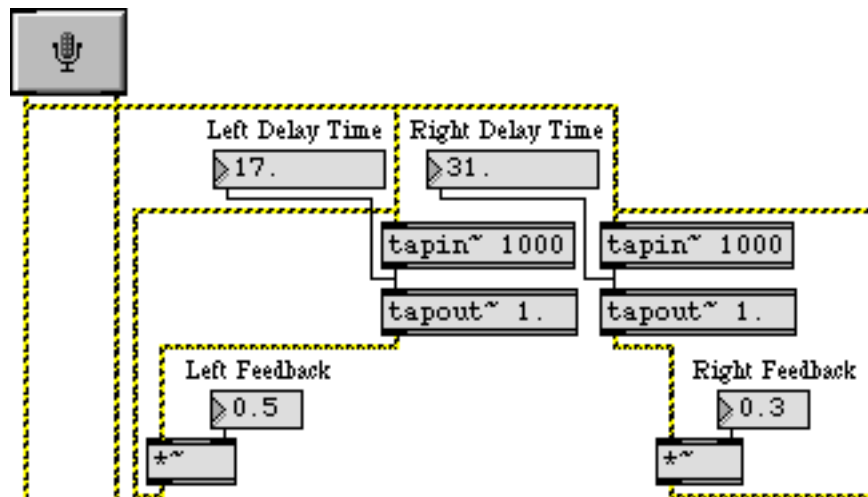 Left Delay Time Right Delay Time
17. 31.
tapin~ 1000 tapin~ 1000
tapout~ 1. tapout~ 1.
Left Feedback Right Feedback
0.5 0.3
*~ *~